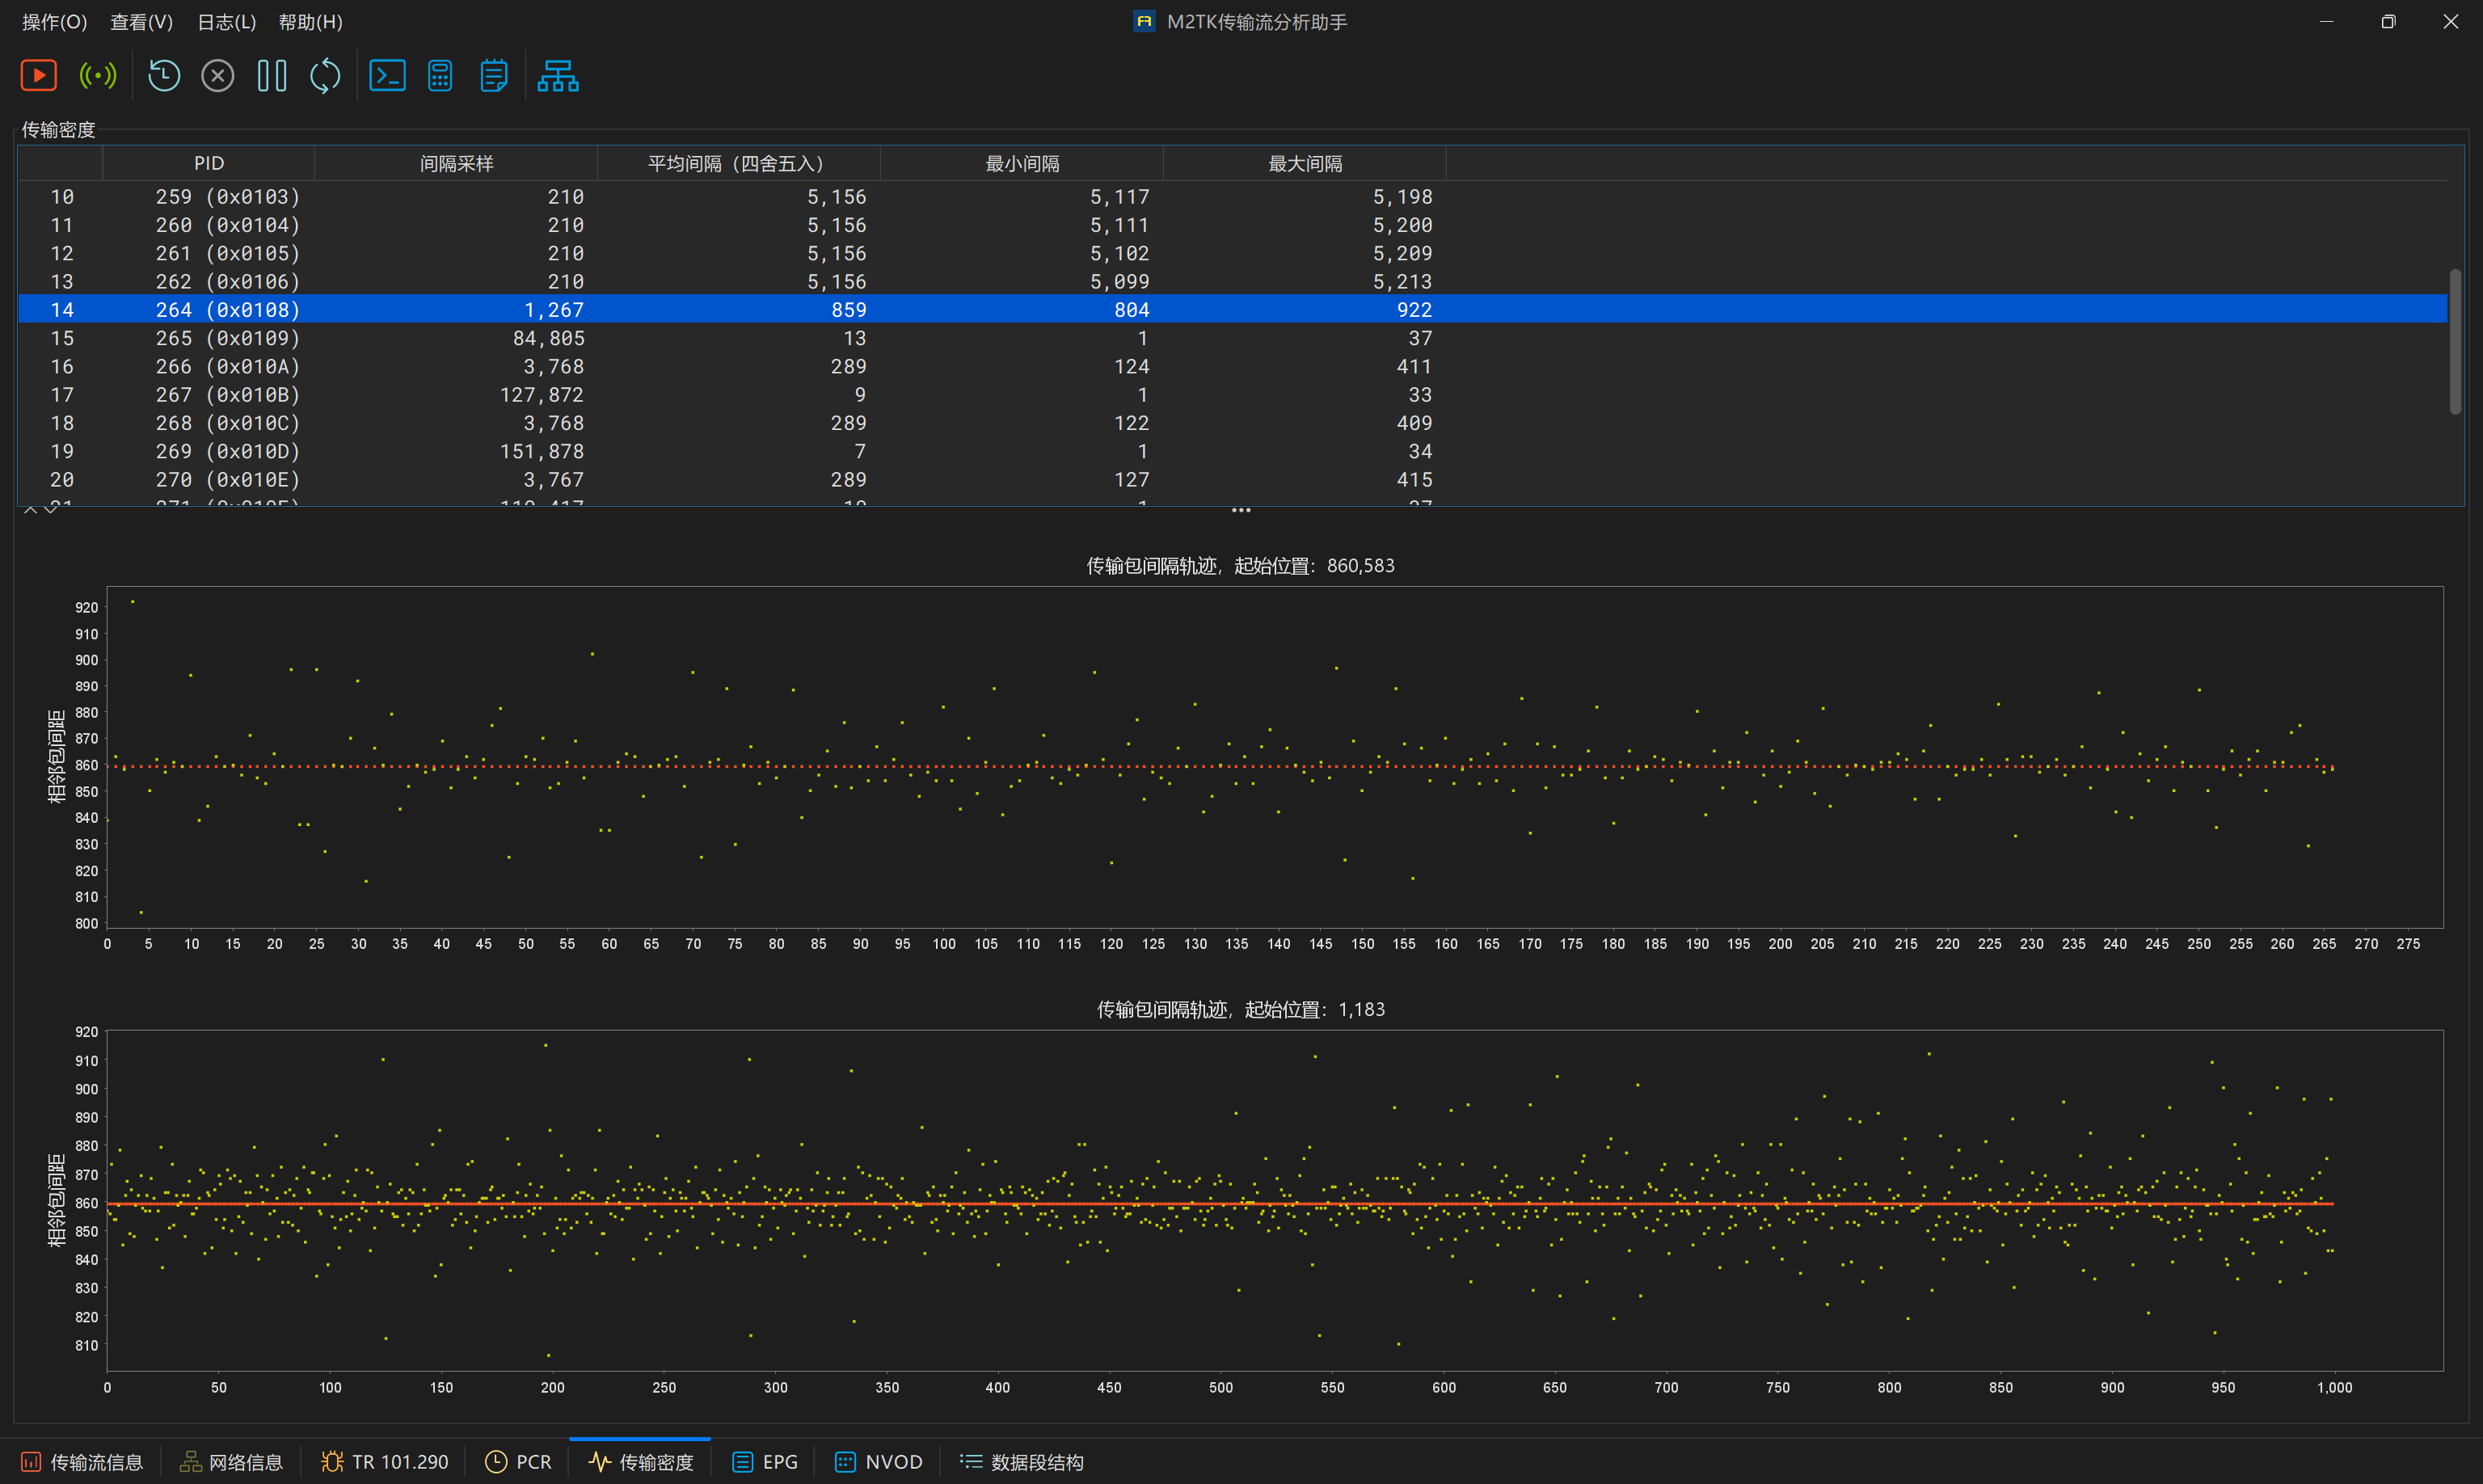 操作(O) 查看(V) 日志(L) 帮助(H) M2TK传输流分析助手
传输密度
PID 间隔采样 平均间隔（四舍五入） 最小间隔 最大间隔
10 259 (0x0103) 210 5,156 5,117 5,198
11 260 (0x0104) 210 5,156 5,111 5,200
12 261 (0x0105) 210 5,156 5,102 5,209
13 262 (0x0106) 210 5,156 5,099 5,213
14 264 (0x0108) 1,267 859 804 922
15 265 (0x0109) 84,805 13 1 37
16 266 (0x010A) 3,768 289 124 411
17 267 (0x010B) 127,872 9 1 33
18 268 (0x010C) 3,768 289 122 409
19 269 (0x010D) 151,878 7 1 34
20 270 (0x010E) 3,767 289 127 415
传输包间隔轨迹，起始位置：860,583
相邻包间距
920
910
900
890
880
870
860
850
840
830
820
810
800
0 5 10 15 20 25 30 35 40 45 50 55 60 65 70 75 80 85 90 95 100 105 110 115 120 125 130 135 140 145 150 155 160 165 170 175 180 185 190 195 200 205 210 215 220 225 230 235 240 245 250 255 260 265 270 275
传输包间隔轨迹，起始位置：1,183
相邻包间距
920
910
900
890
880
870
860
850
840
830
820
810
0 50 100 150 200 250 300 350 400 450 500 550 600 650 700 750 800 850 900 950 1,000
传输流信息 网络信息 TR 101.290 PCR 传输密度 EPG NVOD 数据段结构